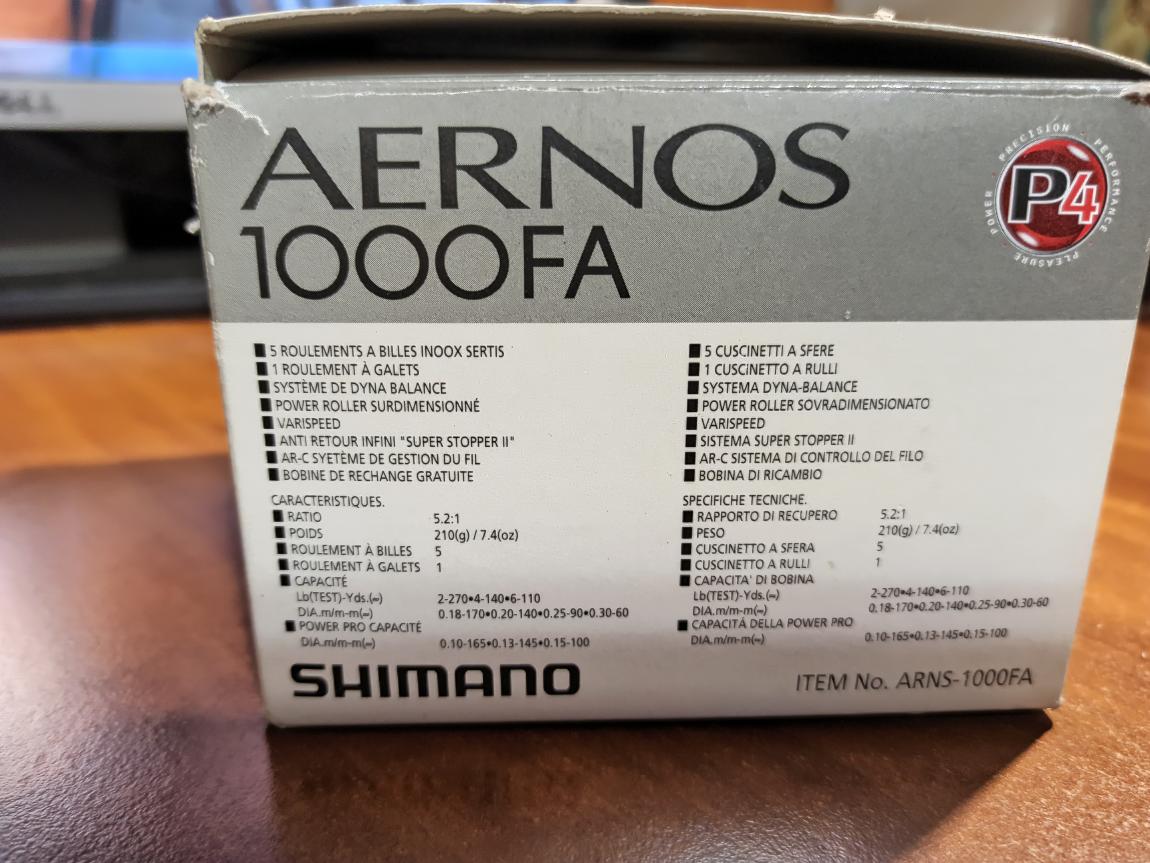 DELL
AERNOS
1000FA
PRECISION PERFORMANCE PLEASURE POWER
P4
■ 5 ROULEMENTS A BILLES INOOX SERTIS
■ 1 ROULEMENT À GALETS
■ SYSTÈME DE DYNA BALANCE
■ POWER ROLLER SURDIMENSIONNÉ
■ VARISPEED
■ ANTI RETOUR INFINI "SUPER STOPPER II"
■ AR-C SYETÈME DE GESTION DU FIL
■ BOBINE DE RECHANGE GRATUITE
CARACTERISTIQUES.
■ RATIO 5.2:1
■ POIDS 210(g) / 7.4(oz)
■ ROULEMENT À BILLES 5
■ ROULEMENT À GALETS 1
■ CAPACITÉ
Lb(TEST)-Yds.(≈) 2-270•4-140•6-110
DIA.m/m-m(≈) 0.18-170•0.20-140•0.25-90•0.30-60
■ POWER PRO CAPACITÉ
DIA.m/m-m(≈) 0.10-165•0.13-145•0.15-100
■ 5 CUSCINETTI A SFERE
■ 1 CUSCINETTO A RULLI
■ SYSTEMA DYNA-BALANCE
■ POWER ROLLER SOVRADIMENSIONATO
■ VARISPEED
■ SISTEMA SUPER STOPPER II
■ AR-C SISTEMA DI CONTROLLO DEL FILO
■ BOBINA DI RICAMBIO
SPECIFICHE TECNICHE.
■ RAPPORTO DI RECUPERO 5.2:1
■ PESO 210(g) / 7.4(oz)
■ CUSCINETTO A SFERA 5
■ CUSCINETTO A RULLI 1
■ CAPACITA' DI BOBINA
Lb(TEST)-Yds.(≈) 2-270•4-140•6-110
DIA.m/m-m(≈) 0.18-170•0.20-140•0.25-90•0.30-60
■ CAPACITÁ DELLA POWER PRO
DIA.m/m-m(≈) 0.10-165•0.13-145•0.15-100
SHIMANO
ITEM No. ARNS-1000FA